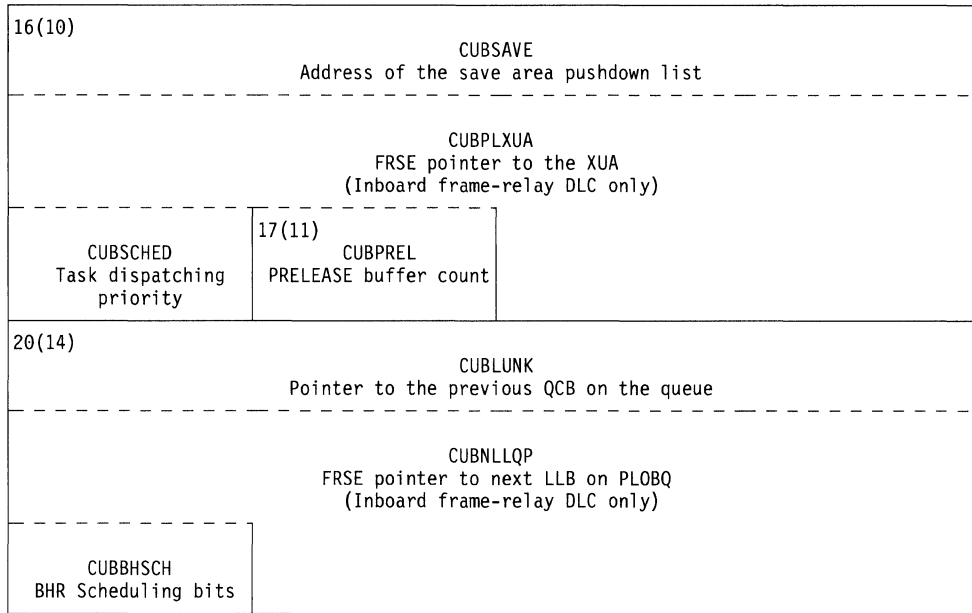 16(10)
CUBSAVE
Address of the save area pushdown list
CUBPLXUA
FRSE pointer to the XUA
(Inboard frame-relay DLC only)
17(11)
CUBSCHED
Task dispatching
priority
CUBPREL
PRELEASE buffer count
20(14)
CUBLUNK
Pointer to the previous QCB on the queue
CUBNLLQP
FRSE pointer to next LLB on PLOBQ
(Inboard frame-relay DLC only)
CUBBHSCH
BHR Scheduling bits